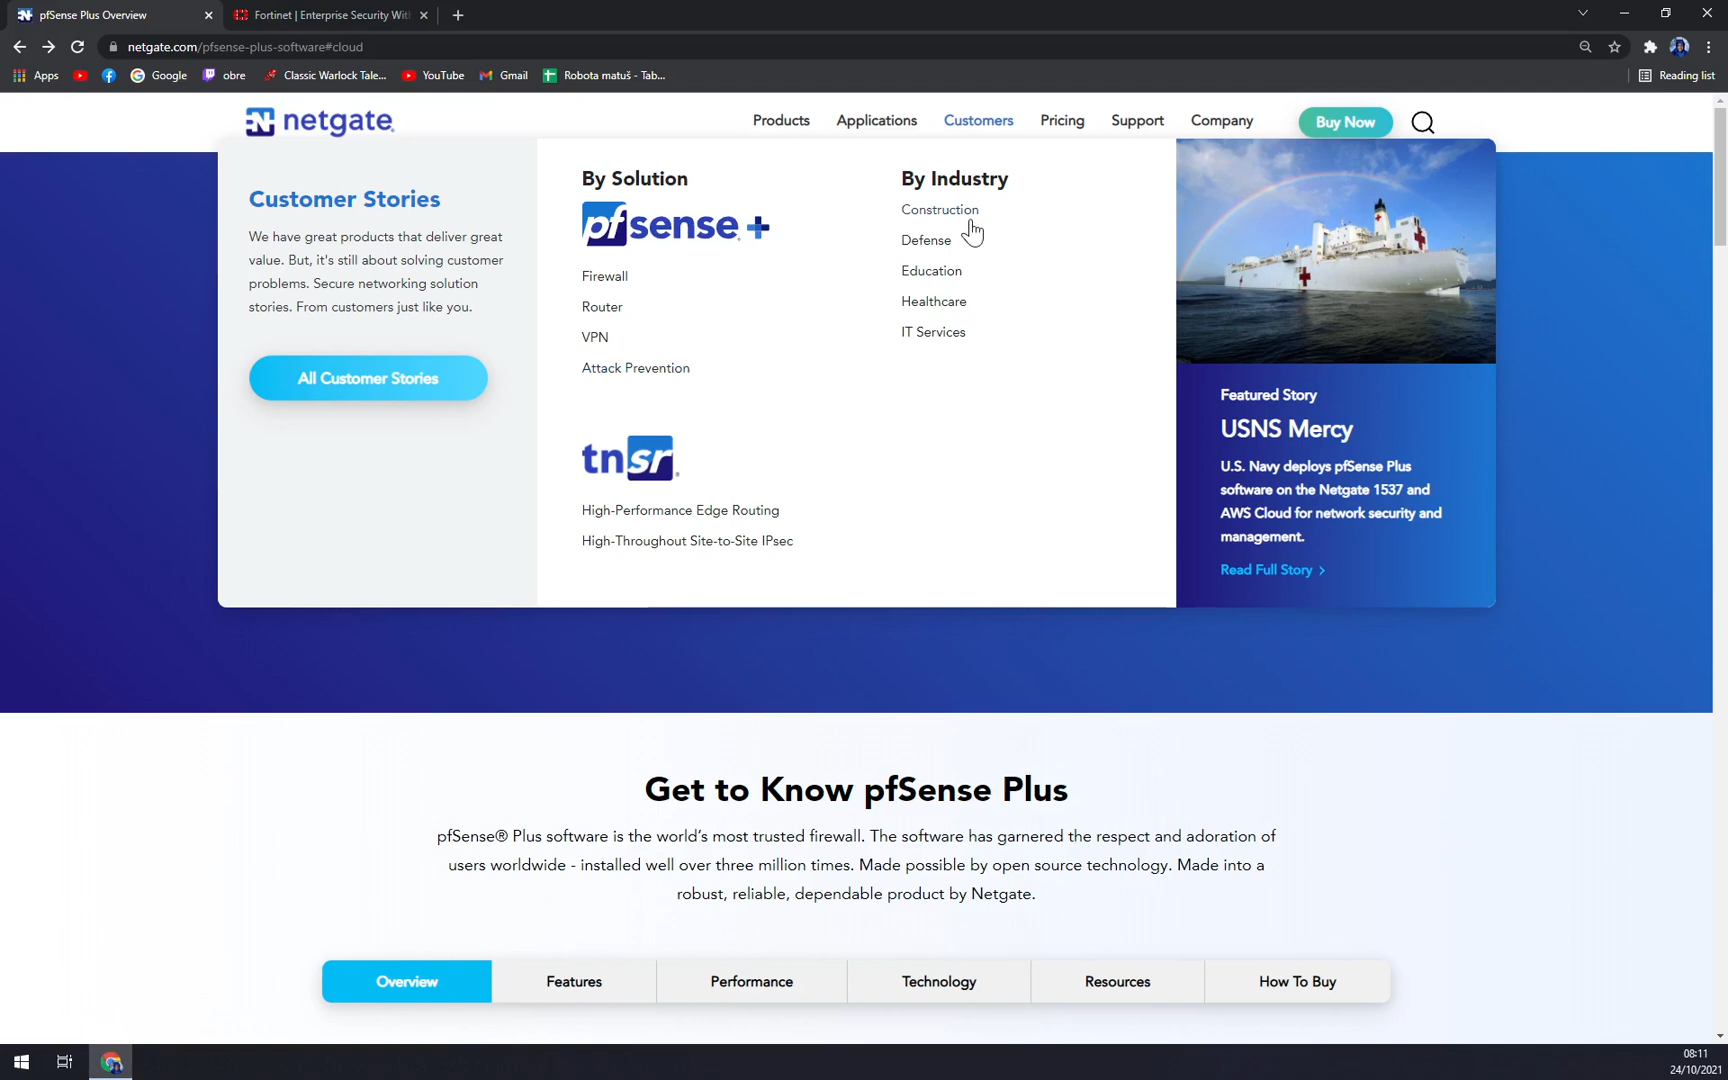 pfSense Plus Overview
Fortinet | Enterprise Security With
netgate.com/pfsense-plus-software#cloud
Apps
Google
obre
Classic Warlock Tale...
YouTube
Gmail
Robota matuš - Tab...
Reading list
netgate
Products
Applications
Customers
Pricing
Support
Company
Buy Now
Customer Stories
We have great products that deliver great
value. But, it's still about solving customer
problems. Secure networking solution
stories. From customers just like you.
All Customer Stories
By Solution
pfsense +
Firewall
Router
VPN
Attack Prevention
tnsr
High-Performance Edge Routing
High-Throughout Site-to-Site IPsec
By Industry
Construction
Defense
Education
Healthcare
IT Services
Featured Story
USNS Mercy
U.S. Navy deploys pfSense Plus
software on the Netgate 1537 and
AWS Cloud for network security and
management.
Read Full Story >
Get to Know pfSense Plus
pfSense® Plus software is the world’s most trusted firewall. The software has garnered the respect and adoration of
users worldwide - installed well over three million times. Made possible by open source technology. Made into a
robust, reliable, dependable product by Netgate.
Overview
Features
Performance
Technology
Resources
How To Buy
08:11
24/10/2021